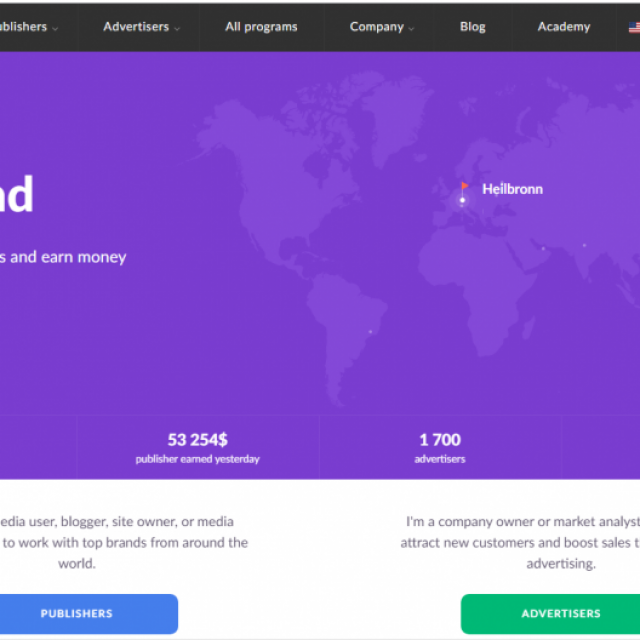 ublishers
Advertisers
All programs
Company
Blog
Academy
nd
Heilbronn
s and earn money
53 254$
publisher earned yesterday
1 700
advertisers
edia user, blogger, site owner, or media
to work with top brands from around the
world.
I'm a company owner or market analyst
attract new customers and boost sales t
advertising.
PUBLISHERS
ADVERTISERS